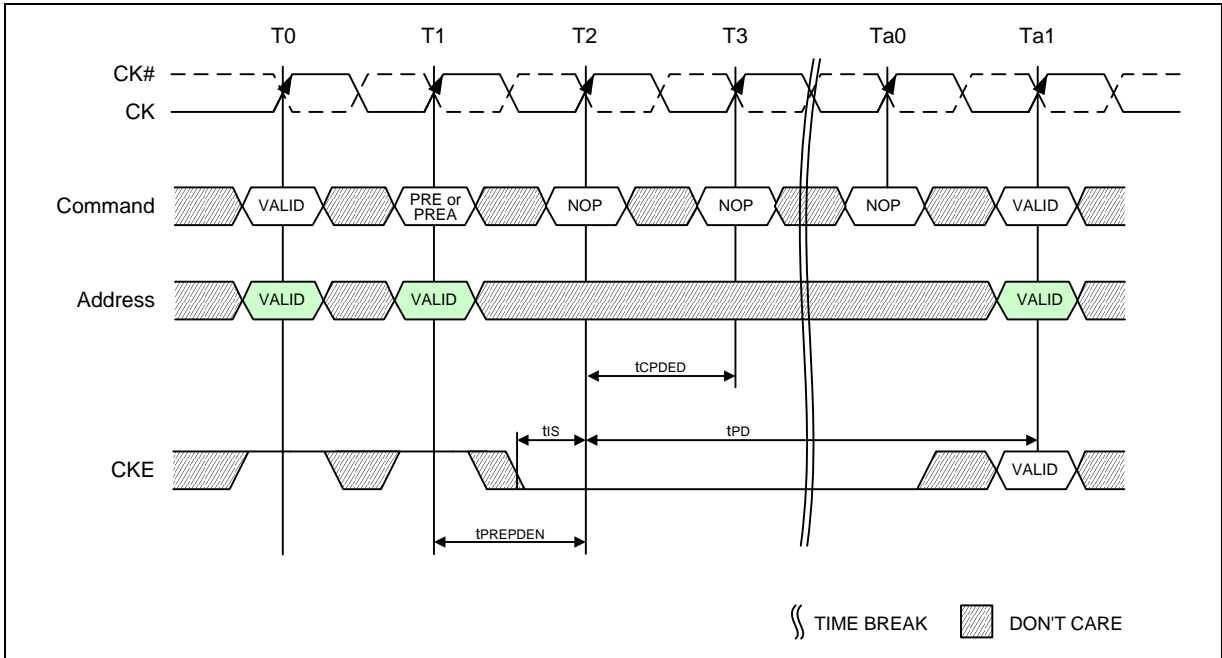 T0 T1 T2 T3 Ta0 Ta1
CK#
CK
Command VALID PRE or PREA NOP NOP NOP VALID
Address VALID VALID VALID
tCPDED
tIS tPD
CKE VALID
tPREPDEN
TIME BREAK DON'T CARE